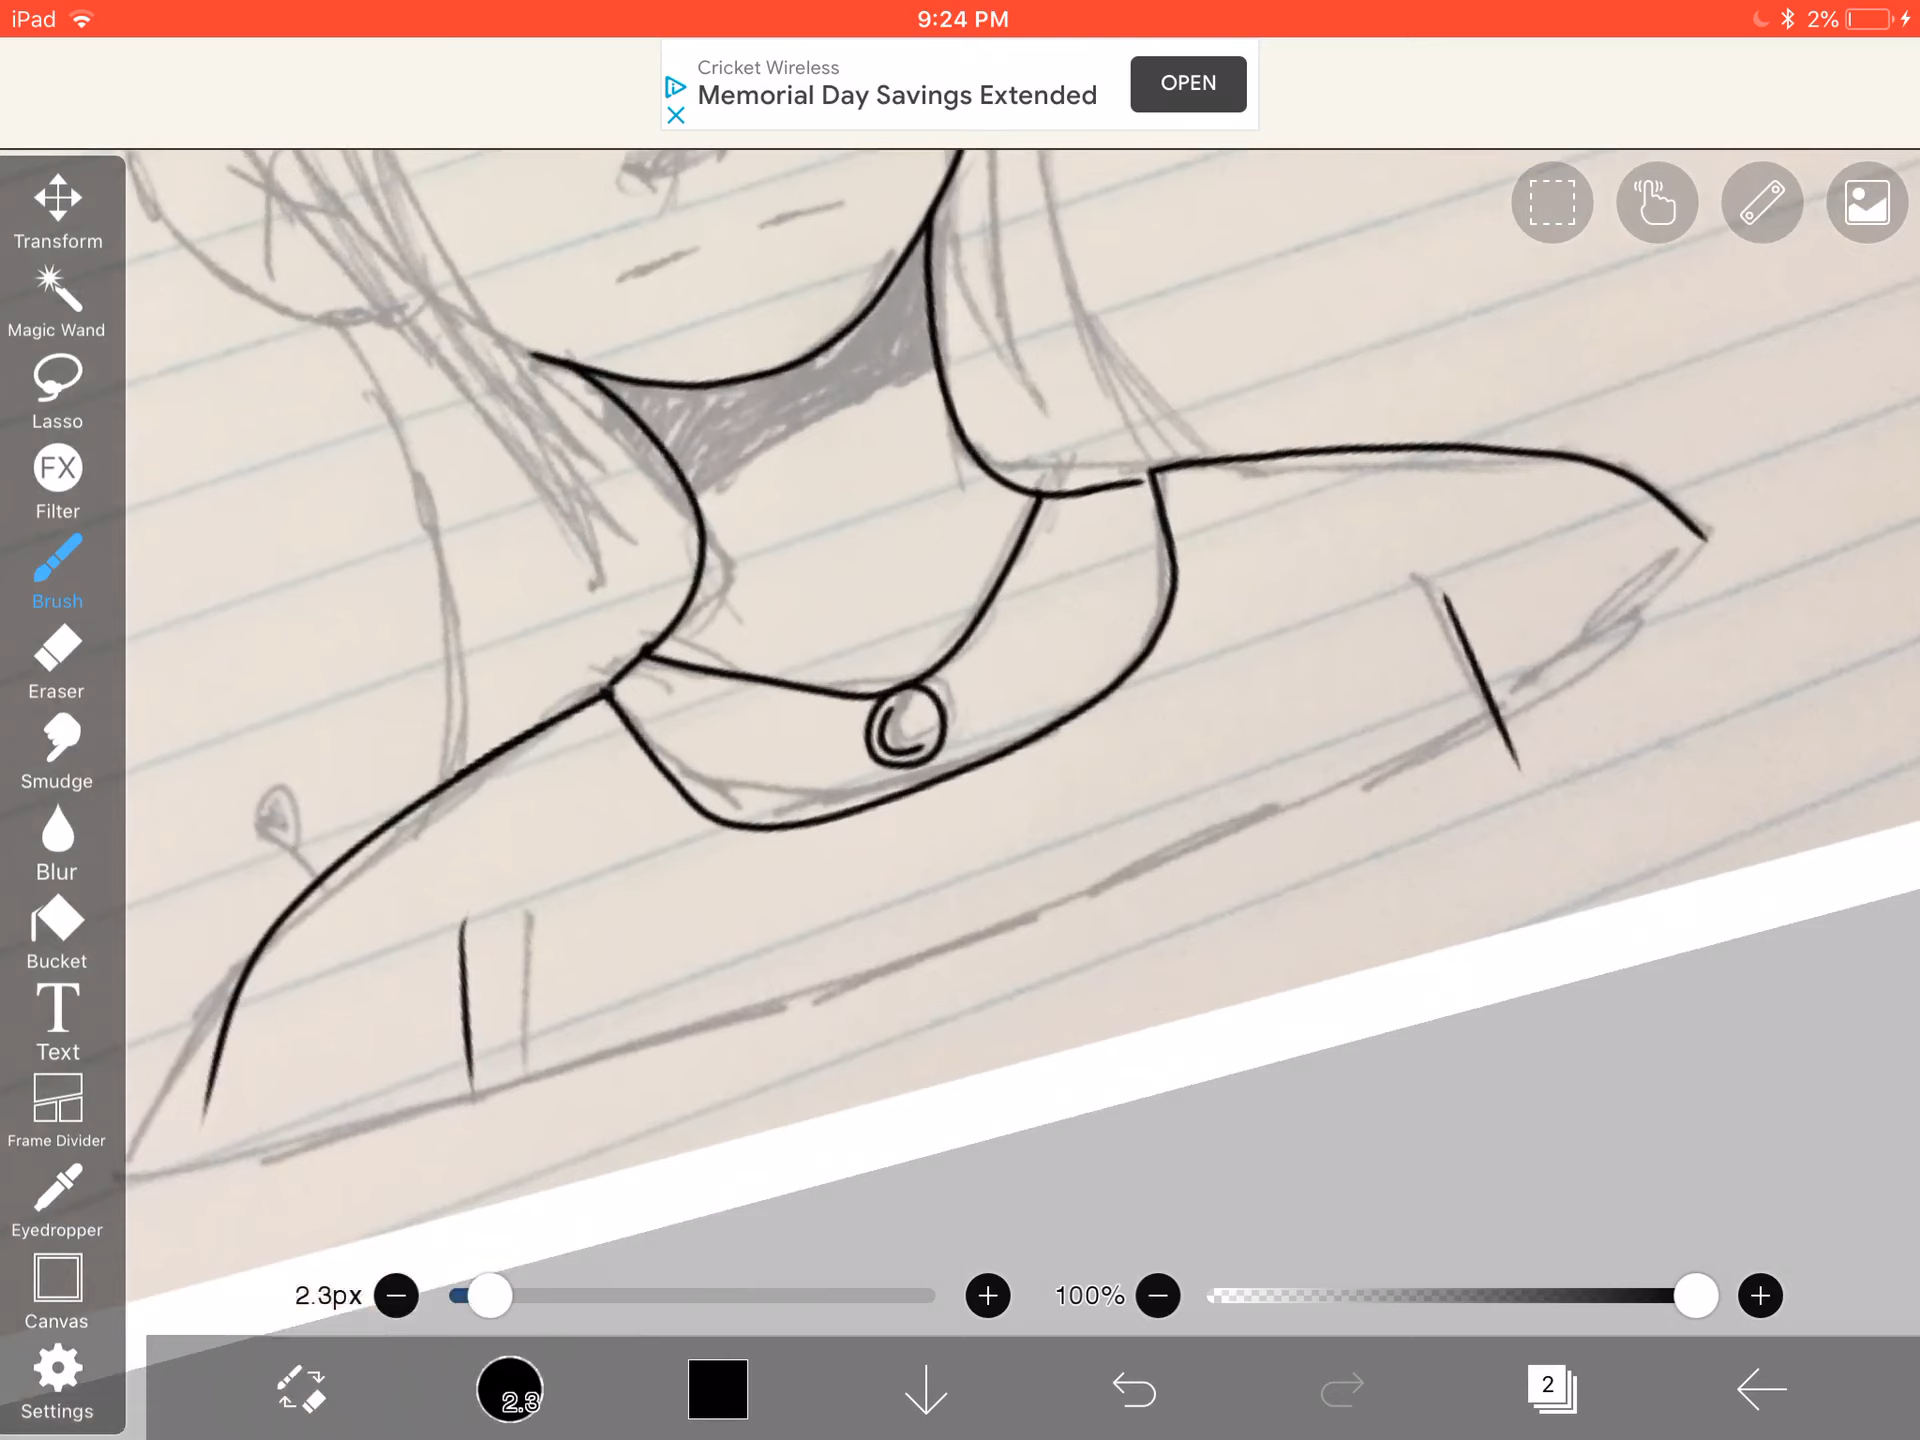 iPad
9:24 PM
2%
Cricket Wireless
Memorial Day Savings Extended
OPEN
Transform
Magic Wand
Lasso
FX
Filter
Brush
Eraser
Smudge
Blur
Bucket
T
Text
Frame Divider
Eyedropper
Canvas
Settings
2.3px
100%
2.3
2